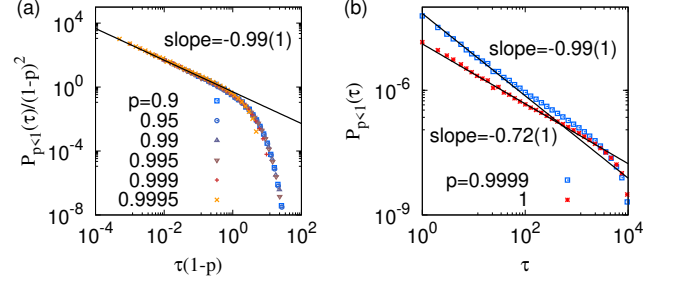 (a)
P_{p<1}(τ)/(1-p)^2
10^4
10^0
10^-4
10^-8
slope=-0.99(1)
p=0.9
0.95
0.99
0.995
0.999
0.9995
10^-4
10^-2
10^0
10^2
τ(1-p)
(b)
P_{p<1}(τ)
10^-6
10^-9
slope=-0.99(1)
slope=-0.72(1)
p=0.9999
1
10^0
10^2
10^4
τ